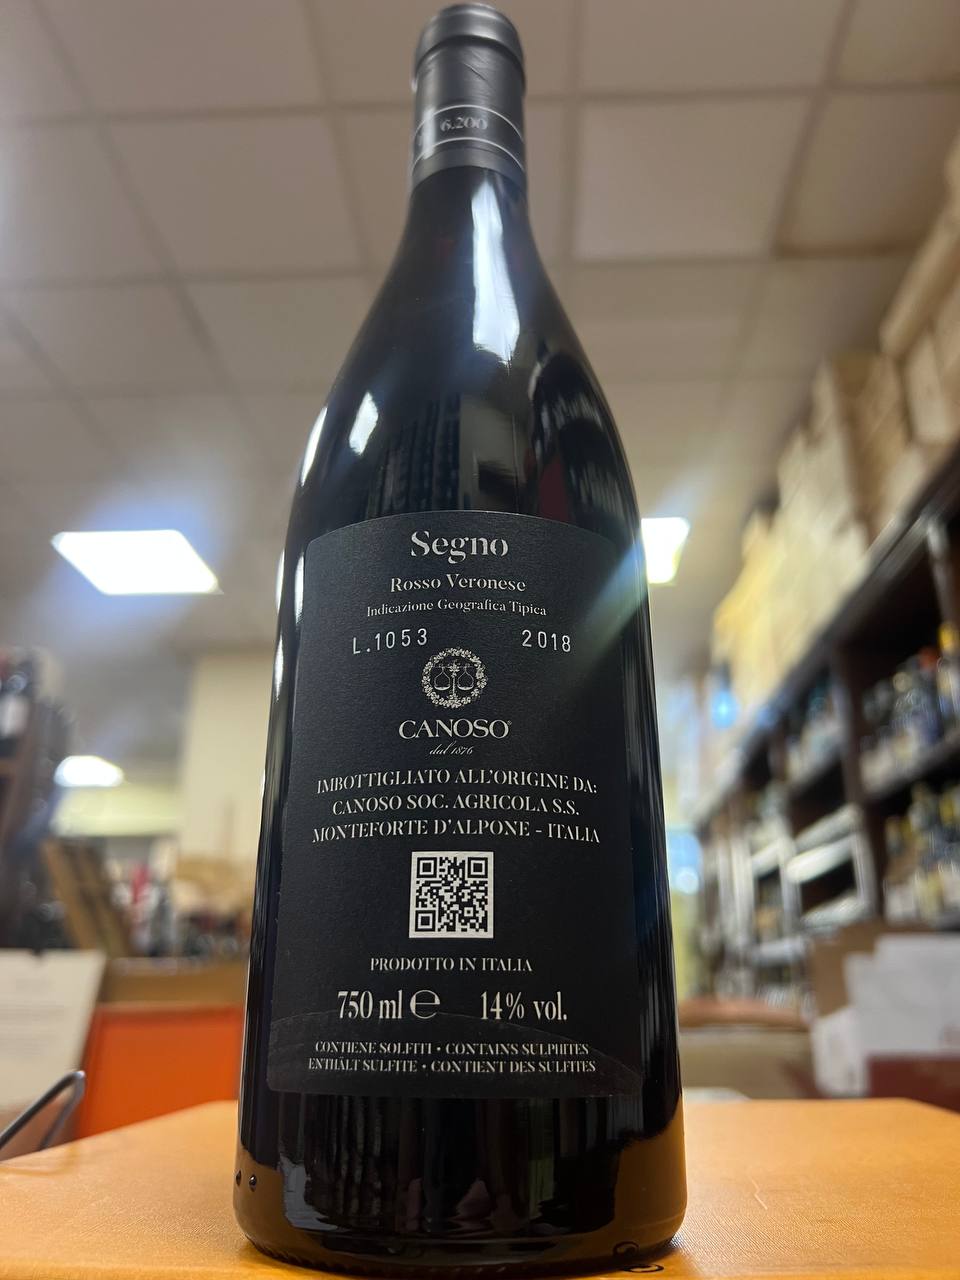 6.200
Segno
Rosso Veronese
Indicazione Geografica Tipica
L.1053 2018
CANOSO®
dal 1876
IMBOTTIGLIATO ALL'ORIGINE DA:
CANOSO SOC. AGRICOLA S.S.
MONTEFORTE D'ALPONE - ITALIA
PRODOTTO IN ITALIA
750 ml ℮ 14% vol.
CONTIENE SOLFITI • CONTAINS SULPHITES
ENTHÄLT SULFITE • CONTIENT DES SULFITES